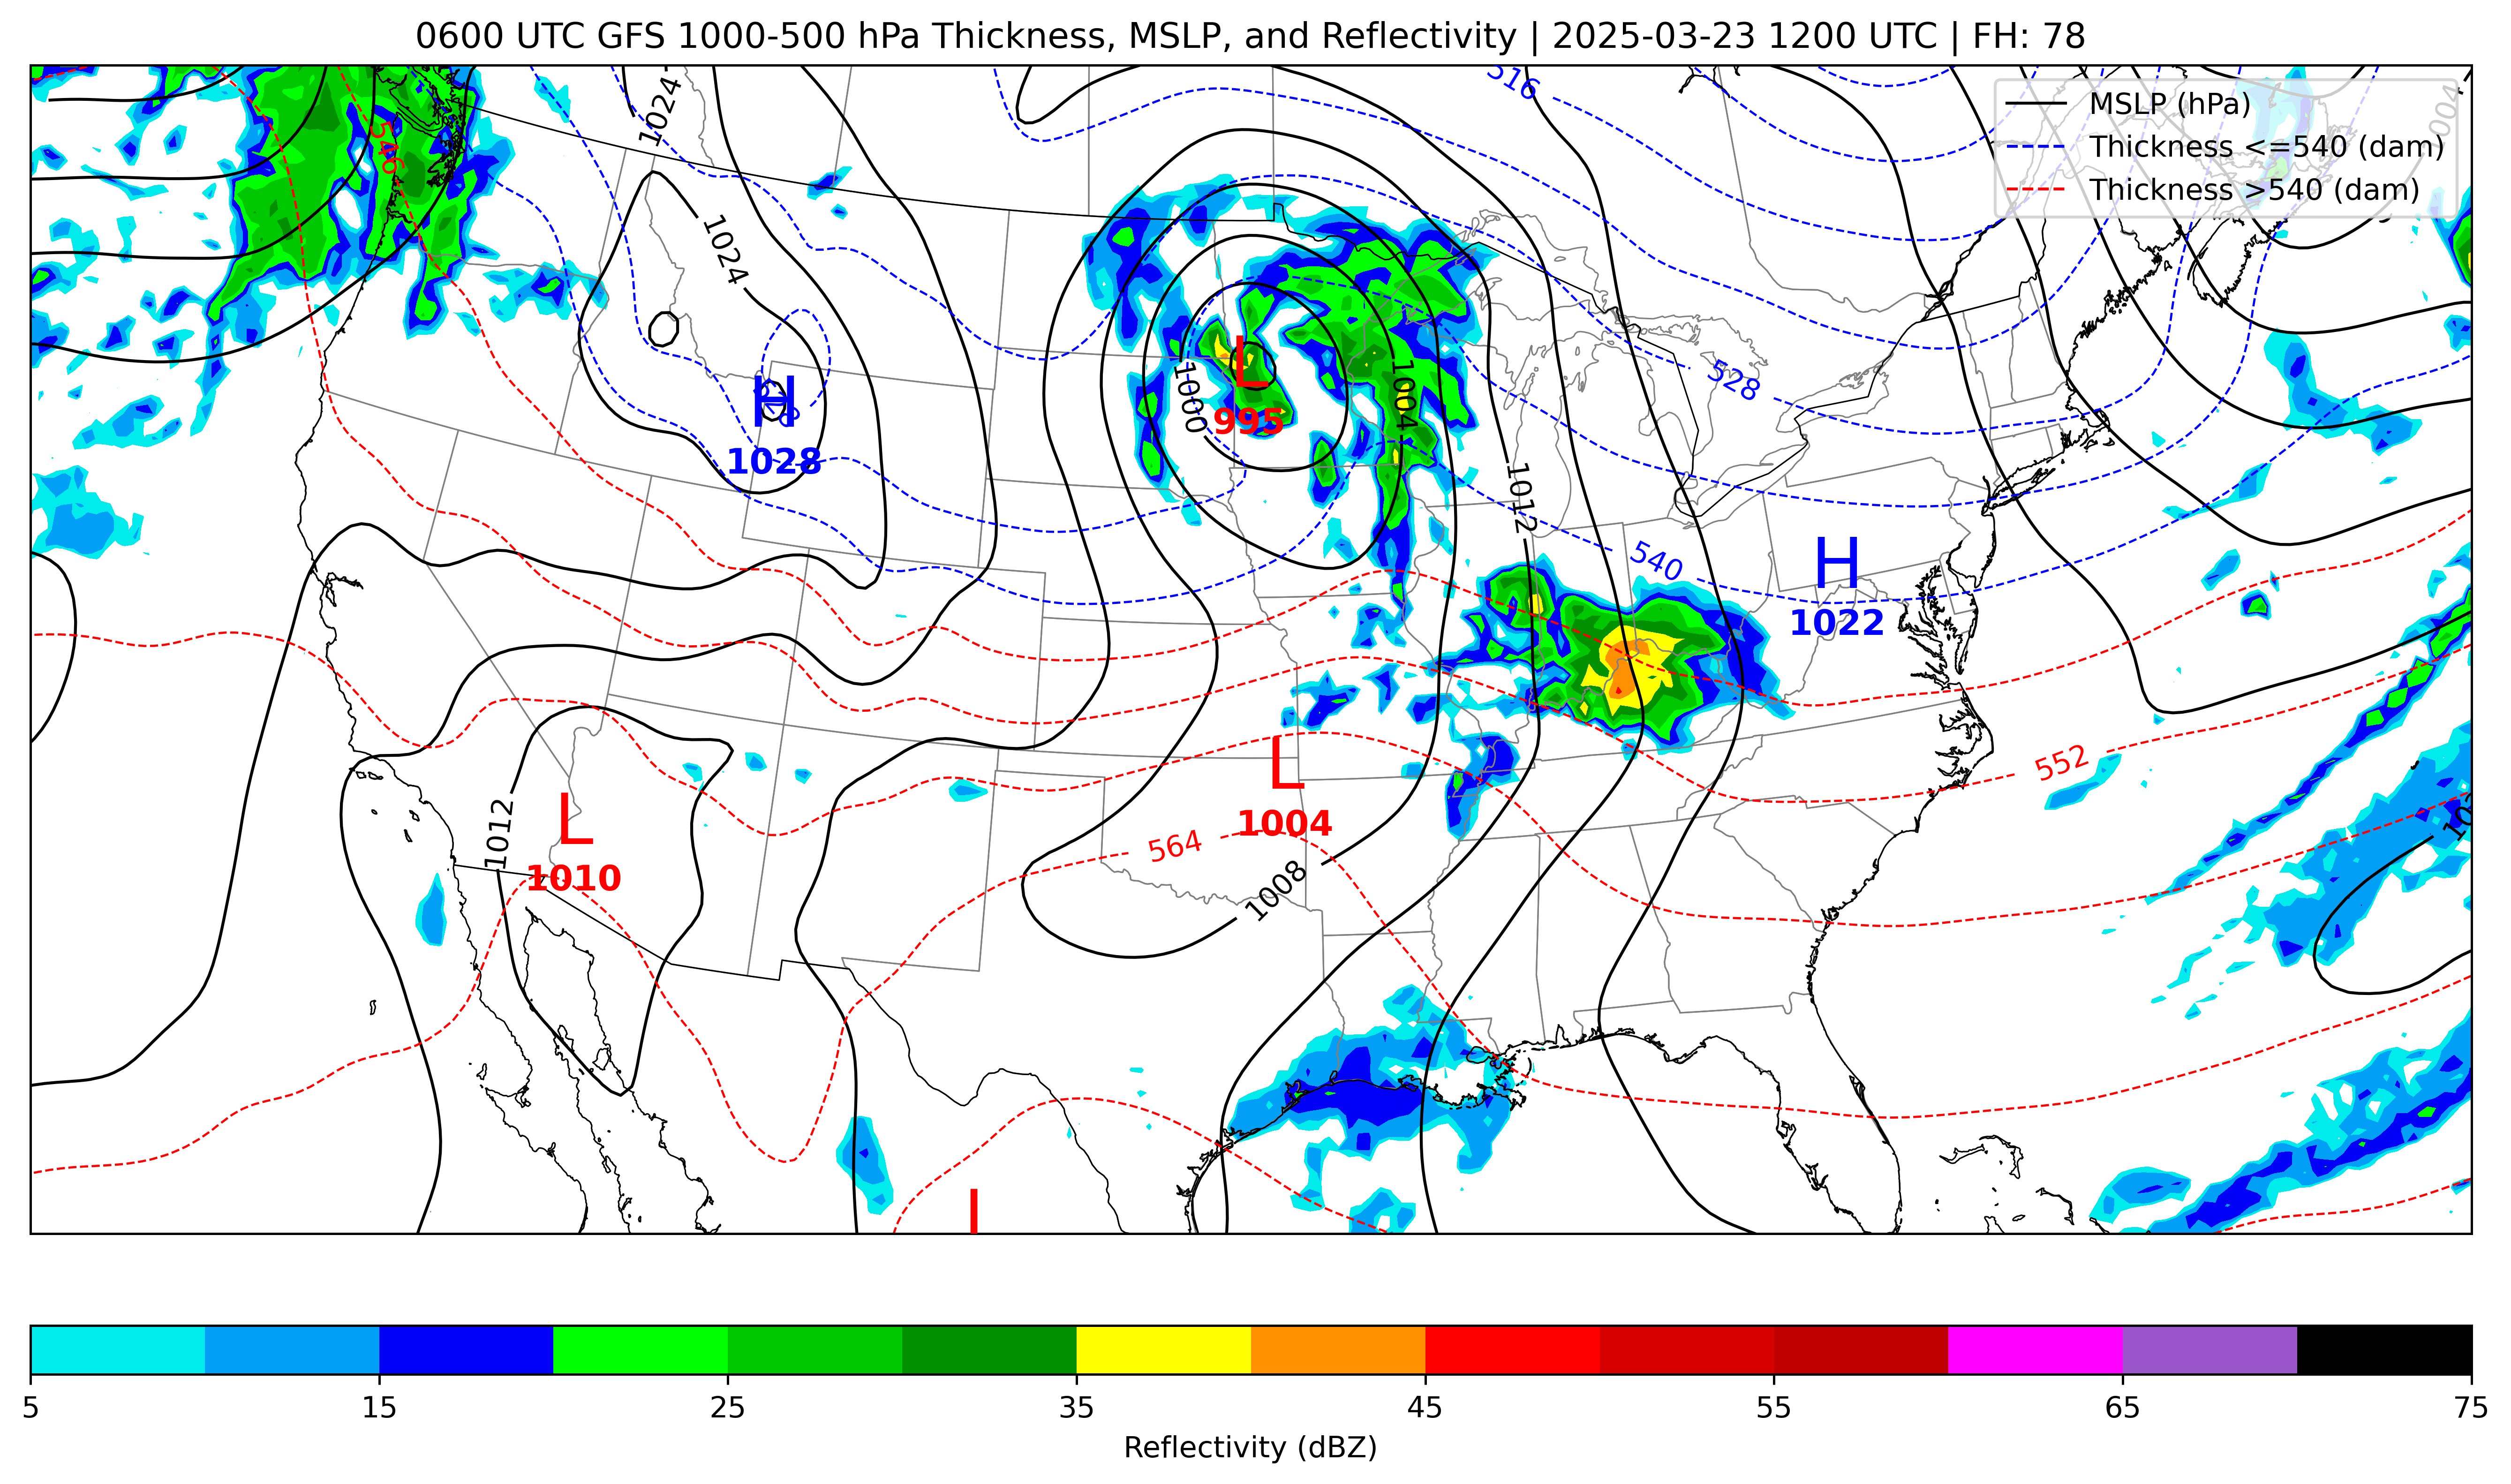 0600 UTC GFS 1000-500 hPa Thickness, MSLP, and Reflectivity | 2025-03-23 1200 UTC | FH: 78
MSLP (hPa)
Thickness <=540 (dam)
Thickness >540 (dam)
516
1004
1024
546
1024
L
995
1000
1004
528
H
H
1028
1012
540
H
1022
552
L
1004
L
1010
1012
564
1008
L
5 15 25 35 45 55 65 75
Reflectivity (dBZ)